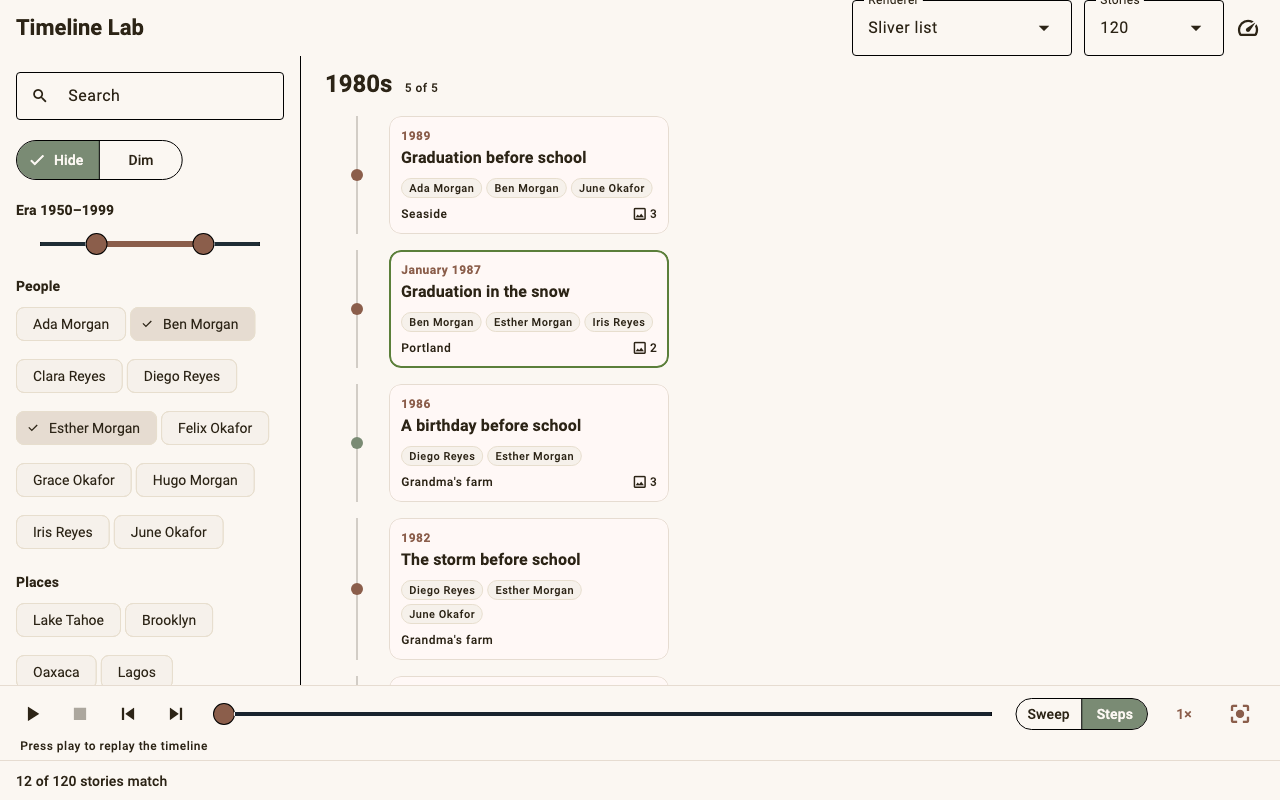 Timeline Lab
Renderer
Sliver list
Stories
120
Search
Hide
Dim
Era 1950–1999
People
Ada Morgan
Ben Morgan
Clara Reyes
Diego Reyes
Esther Morgan
Felix Okafor
Grace Okafor
Hugo Morgan
Iris Reyes
June Okafor
Places
Lake Tahoe
Brooklyn
Oaxaca
Lagos
1980s 5 of 5
1989
Graduation before school
Ada Morgan Ben Morgan June Okafor
Seaside 3
January 1987
Graduation in the snow
Ben Morgan Esther Morgan Iris Reyes
Portland 2
1986
A birthday before school
Diego Reyes Esther Morgan
Grandma's farm 3
1982
The storm before school
Diego Reyes Esther Morgan
June Okafor
Grandma's farm
Sweep Steps 1×
Press play to replay the timeline
12 of 120 stories match